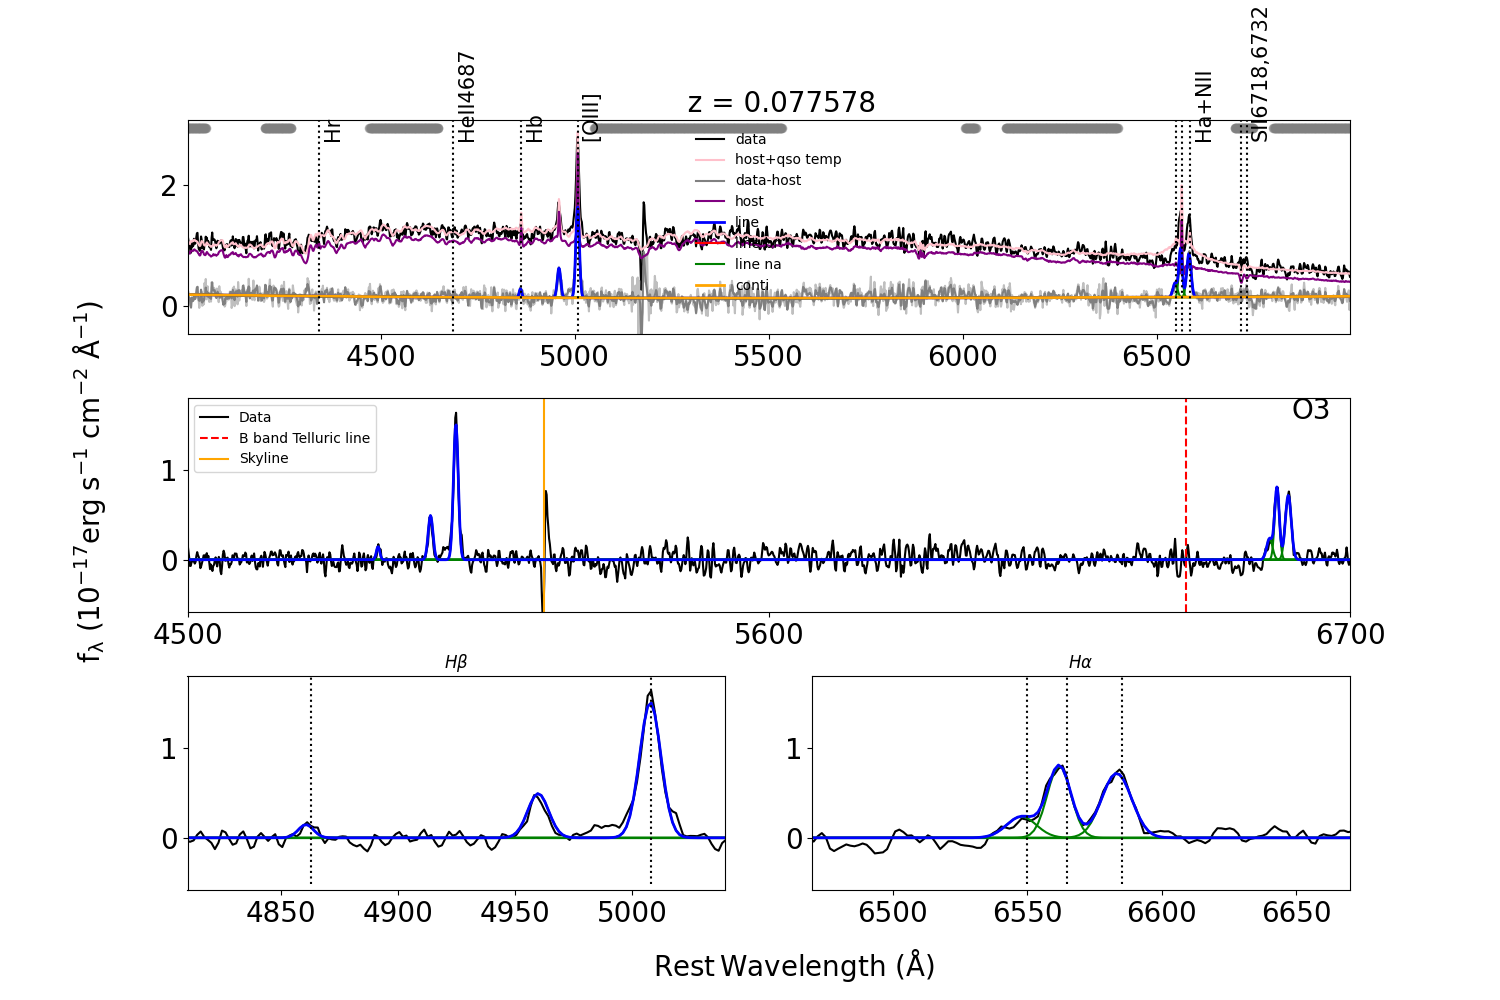 z = 0.077578
Hr
HeII4687
Hb
[OIII]
Ha+NII
SII6718,6732
data
host+qso temp
data-host
host
line
line na
conti
2
0
4500 5000 5500 6000 6500
O3
Data
B band Telluric line
Skyline
1
0
4500 5600 6700
fλ (10−17erg s−1 cm−2 Å−1)
Hβ
1
0
4850 4900 4950 5000
Hα
1
0
6500 6550 6600 6650
Rest Wavelength (Å)